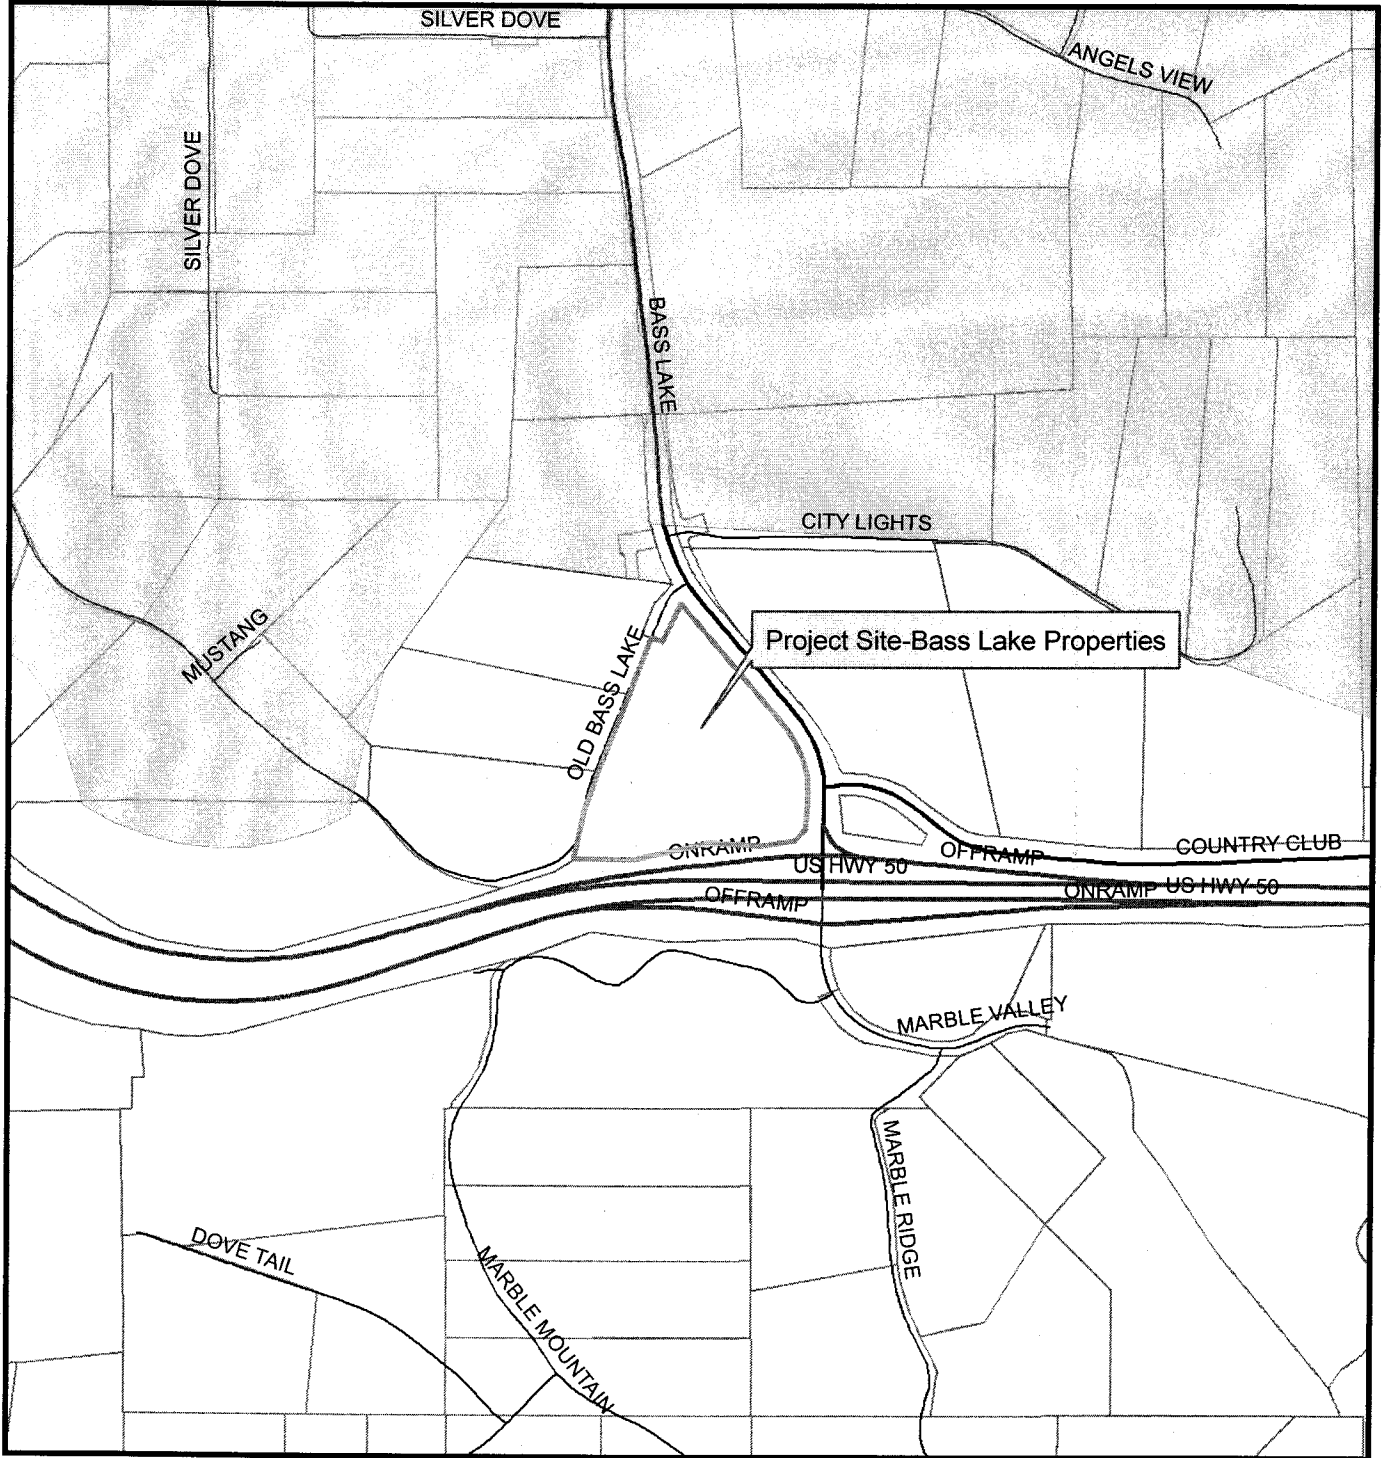 SILVER DOVE
ANGELS VIEW
SILVER DOVE
BASS LAKE
CITY LIGHTS
MUSTANG
Project Site-Bass Lake Properties
OLD BASS LAKE
ONRAMP
OFFRAMP
COUNTRY CLUB
US HWY 50
ONRAMP
US HWY 50
OFFRAMP
MARBLE VALLEY
MARBLE RIDGE
DOVE TAIL
MARBLE MOUNTAIN